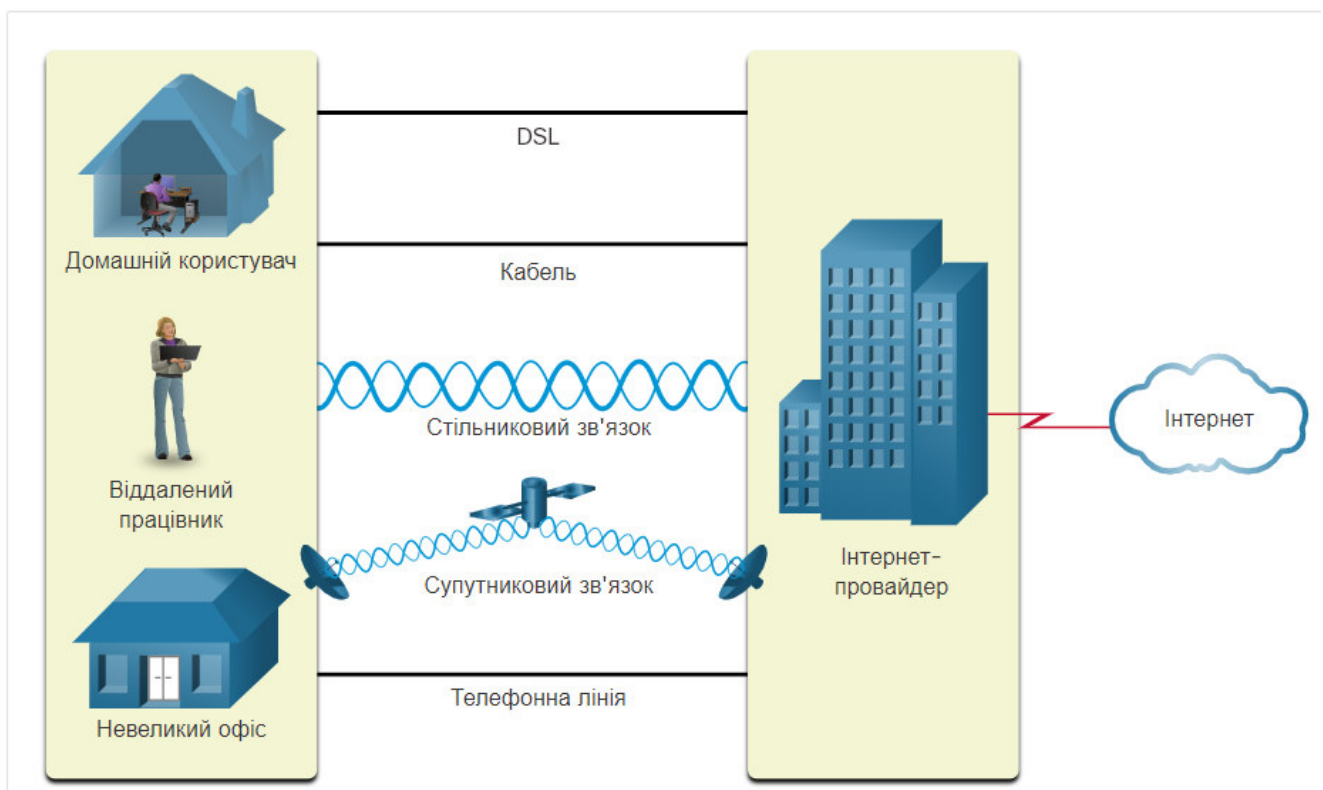 DSL
Домашній користувач
Кабель
Стільниковий зв'язок
Інтернет
Віддалений
працівник
Супутниковий зв'язок
Інтернет-
провайдер
Телефонна лінія
Невеликий офіс